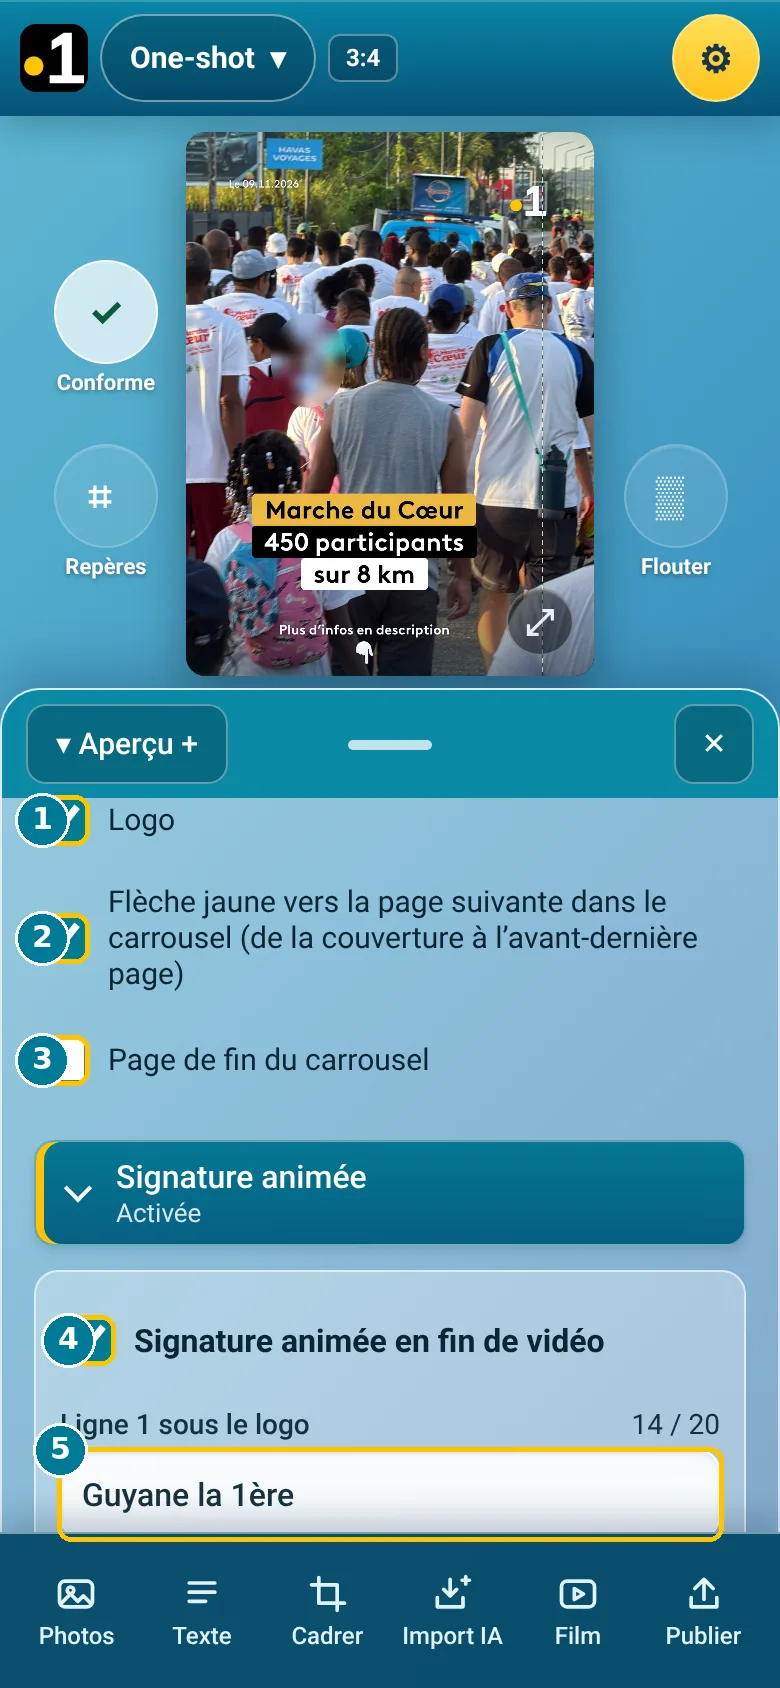 1
One-shot ▼
3:4
HAVAS
VOYAGES
Le 09.11.2026
1
Conforme
Repères
Flouter
Marche du Cœur
450 participants
sur 8 km
Plus d’infos en description
▾ Aperçu +
✕
1
Logo
2
Flèche jaune vers la page suivante dans le
carrousel (de la couverture à l’avant-dernière
page)
3
Page de fin du carrousel
Signature animée
Activée
4
Signature animée en fin de vidéo
Ligne 1 sous le logo
14 / 20
5
Guyane la 1ère
Photos
Texte
Cadrer
Import IA
Film
Publier